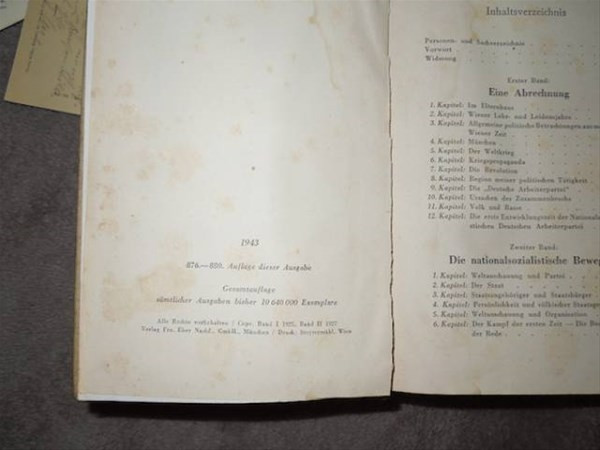 1943
876.—880. Auflage dieser Ausgabe
Gesamtauflage
sämtlicher Ausgaben bisher 10 640 000 Exemplare
Alle Rechte vorbehalten / Copr. Band I 1925, Band II 1927
Verlag Frz. Eher Nachf., GmbH., München / Druck: Steyrermühl, Wien
Inhaltsverzeichnis
Personen- und Sachverzeichnis
Vorwort
Widmung
Erster Band:
Eine Abrechnung
1. Kapitel: Im Elternhaus
2. Kapitel: Wiener Lehr- und Leidensjahre
3. Kapitel: Allgemeine politische Betrachtungen aus
Wiener Zeit
4. Kapitel: München
5. Kapitel: Der Weltkrieg
6. Kapitel: Kriegspropaganda
7. Kapitel: Die Revolution
8. Kapitel: Beginn meiner politischen Tätigkeit
9. Kapitel: Die „Deutsche Arbeiterpartei“
10. Kapitel: Ursachen des Zusammenbruchs
11. Kapitel: Volk und Rasse
12. Kapitel: Die erste Entwicklungszeit der National
stischen Deutschen Arbeiterpartei
Zweiter Band:
Die nationalsozialistische Beweg
1. Kapitel: Weltanschauung und Partei
2. Kapitel: Der Staat
3. Kapitel: Staatsangehöriger und Staatsbürger
4. Kapitel: Persönlichkeit und völkischer Staatsge
5. Kapitel: Weltanschauung und Organisation
6. Kapitel: Der Kampf der ersten Zeit — Die Be
der Rede